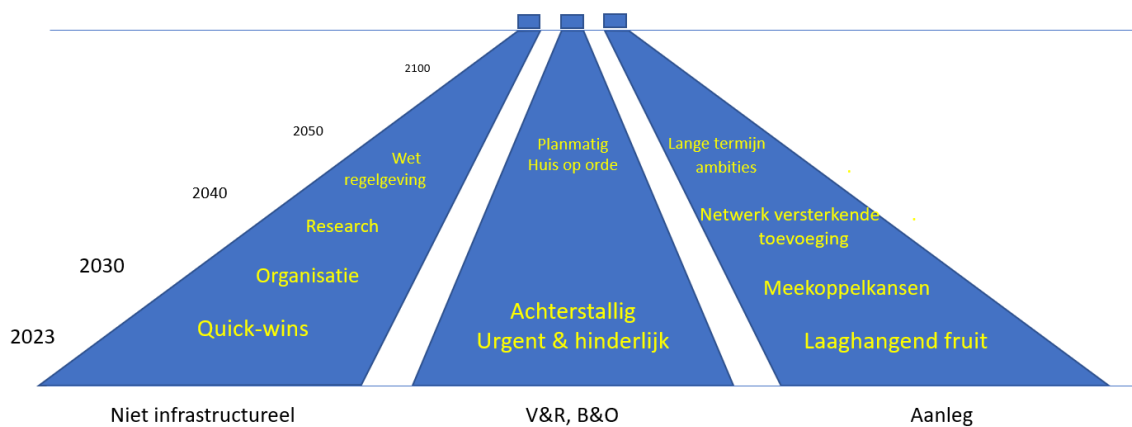 2100
2050
2040
2030
2023
Wet
regelgeving
Research
Organisatie
Quick-wins
Planmatig
Huis op orde
Achterstallig
Urgent & hinderlijk
Lange termijn
ambities
Netwerk versterkende
toevoeging
Meekoppelkansen
Laaghangend fruit
Niet infrastructureel
V&R, B&O
Aanleg